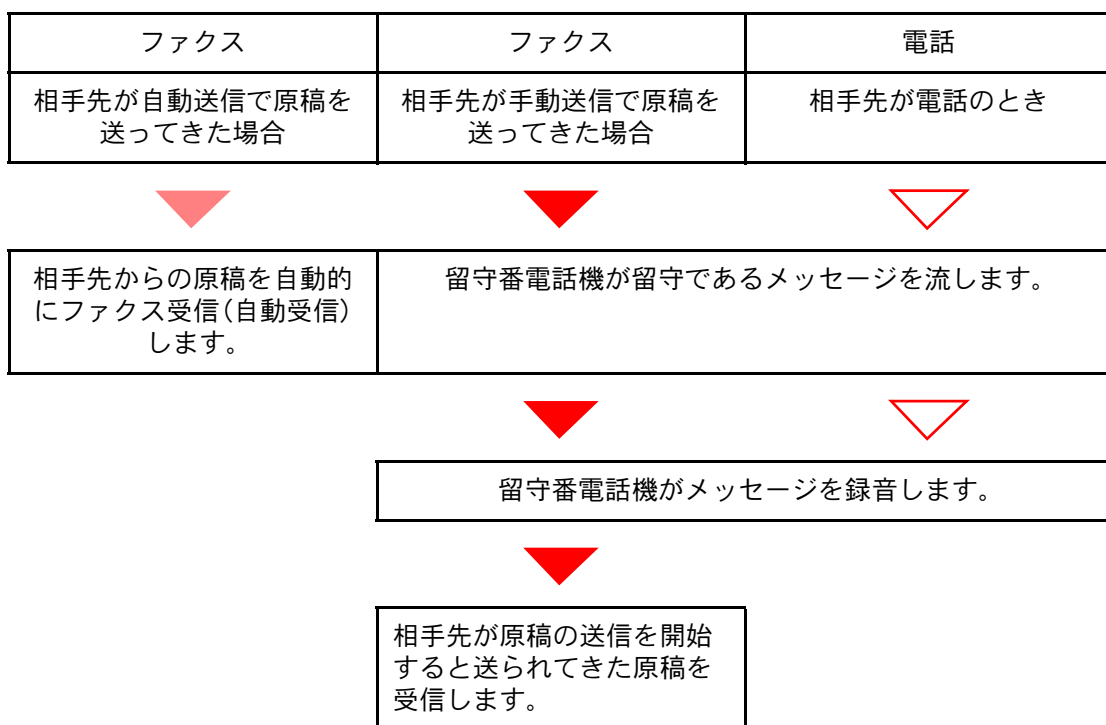 ファクス
ファクス
電話
相手先が自動送信で原稿を
送ってきた場合
相手先が手動送信で原稿を
送ってきた場合
相手先が電話のとき
相手先からの原稿を自動的
にファクス受信(自動受信)
します。
留守番電話機が留守であるメッセージを流します。
留守番電話機がメッセージを録音します。
相手先が原稿の送信を開始
すると送られてきた原稿を
受信します。